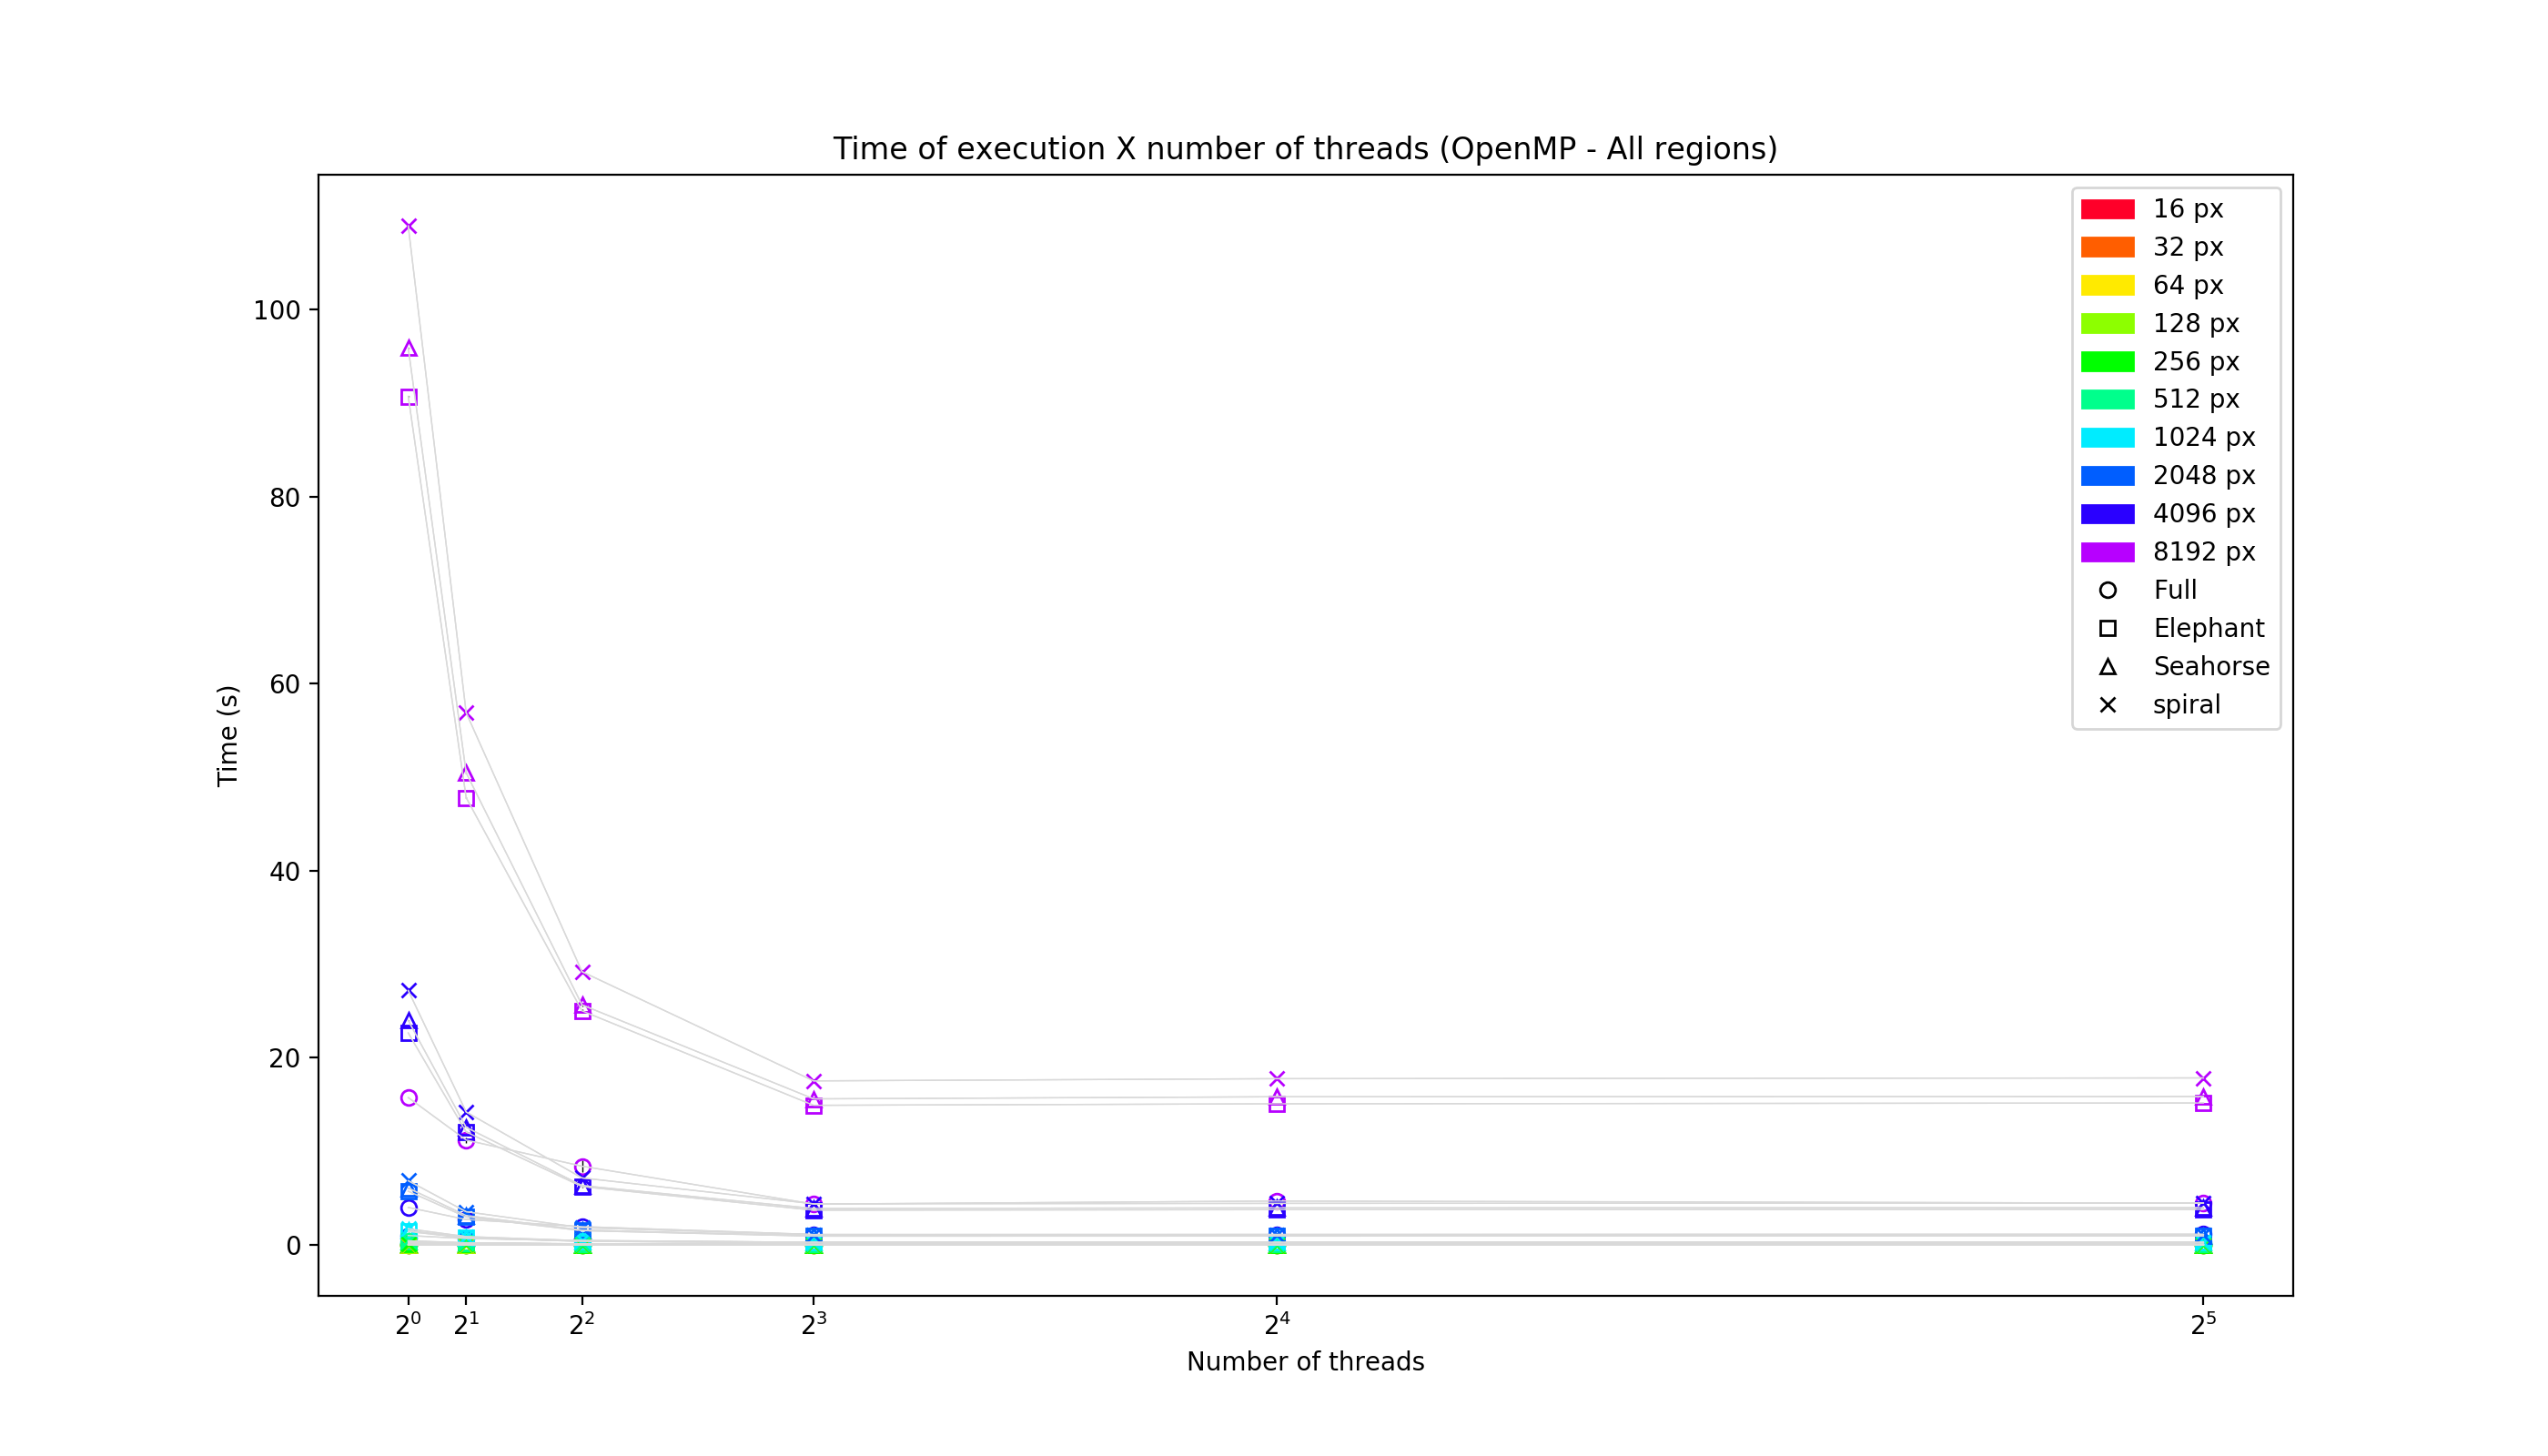 Time of execution X number of threads (OpenMP - All regions)
100
80
60
40
20
0
Time (s)
2⁰ 2¹ 2² 2³ 2⁴ 2⁵
Number of threads
16 px
32 px
64 px
128 px
256 px
512 px
1024 px
2048 px
4096 px
8192 px
Full
Elephant
Seahorse
spiral